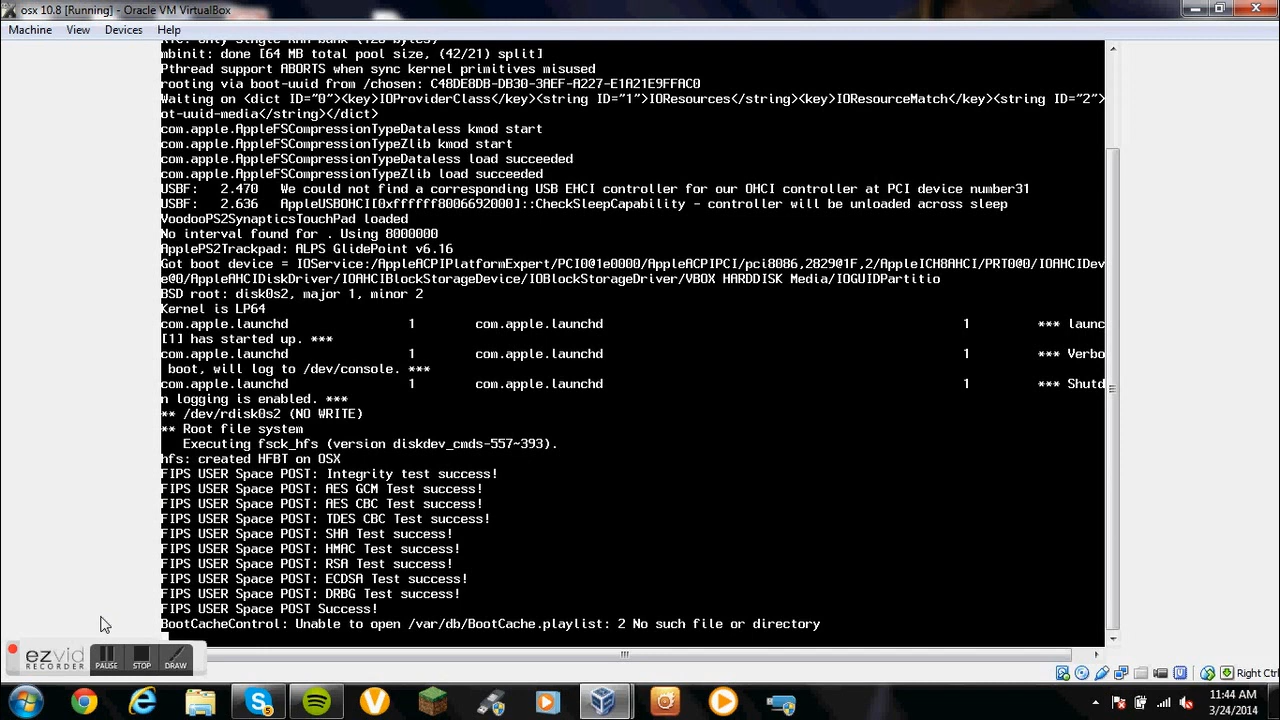 osx 10.8 [Running] - Oracle VM VirtualBox
Machine View Devices Help
RTC: only single RAM bank (128 bytes)
mbinit: done [64 MB total pool size, (42/21) split]
Pthread support ABORTS when sync kernel primitives misused
rooting via boot-uuid from /chosen: C48DE8DB-DB30-3AEF-A227-E1A21E9FFAC0
Waiting on <dict ID="0"><key>IOProviderClass</key><string ID="1">IOResources</string><key>IOResourceMatch</key><string ID="2">
ot-uuid-media</string></dict>
com.apple.AppleFSCompressionTypeDataless kmod start
com.apple.AppleFSCompressionTypeZlib kmod start
com.apple.AppleFSCompressionTypeDataless load succeeded
com.apple.AppleFSCompressionTypeZlib load succeeded
USBF: 2.470 We could not find a corresponding USB EHCI controller for our OHCI controller at PCI device number31
USBF: 2.636 AppleUSBOHCI[0xffffff8006692000]::CheckSleepCapability - controller will be unloaded across sleep
VoodooPS2SynapticsTouchPad loaded
No interval found for . Using 8000000
ApplePS2Trackpad: ALPS GlidePoint v6.16
Got boot device = IOService:/AppleACPIPlatformExpert/PCI0@1e0000/AppleACPIPCI/pci8086,2829@1F,2/AppleICH8AHCI/PRT0@0/IOAHCIDev
e@0/AppleAHCIDiskDriver/IOAHCIBlockStorageDevice/IOBlockStorageDriver/VBOX HARDDISK Media/IOGUIDPartitio
BSD root: disk0s2, major 1, minor 2
Kernel is LP64
com.apple.launchd 1 com.apple.launchd 1 *** launc
[1] has started up. ***
com.apple.launchd 1 com.apple.launchd 1 *** Verbo
boot, will log to /dev/console. ***
com.apple.launchd 1 com.apple.launchd 1 *** Shutd
n logging is enabled. ***
** /dev/rdisk0s2 (NO WRITE)
** Root file system
Executing fsck_hfs (version diskdev_cmds-557~393).
hfs: created HFBT on OSX
FIPS USER Space POST: Integrity test success!
FIPS USER Space POST: AES GCM Test success!
FIPS USER Space POST: AES CBC Test success!
FIPS USER Space POST: TDES CBC Test success!
FIPS USER Space POST: SHA Test success!
FIPS USER Space POST: HMAC Test success!
FIPS USER Space POST: RSA Test success!
FIPS USER Space POST: ECDSA Test success!
FIPS USER Space POST: DRBG Test success!
FIPS USER Space POST Success!
BootCacheControl: Unable to open /var/db/BootCache.playlist: 2 No such file or directory
ezvid
RECORDER
PAUSE STOP DRAW
Right Ctrl
11:44 AM
3/24/2014